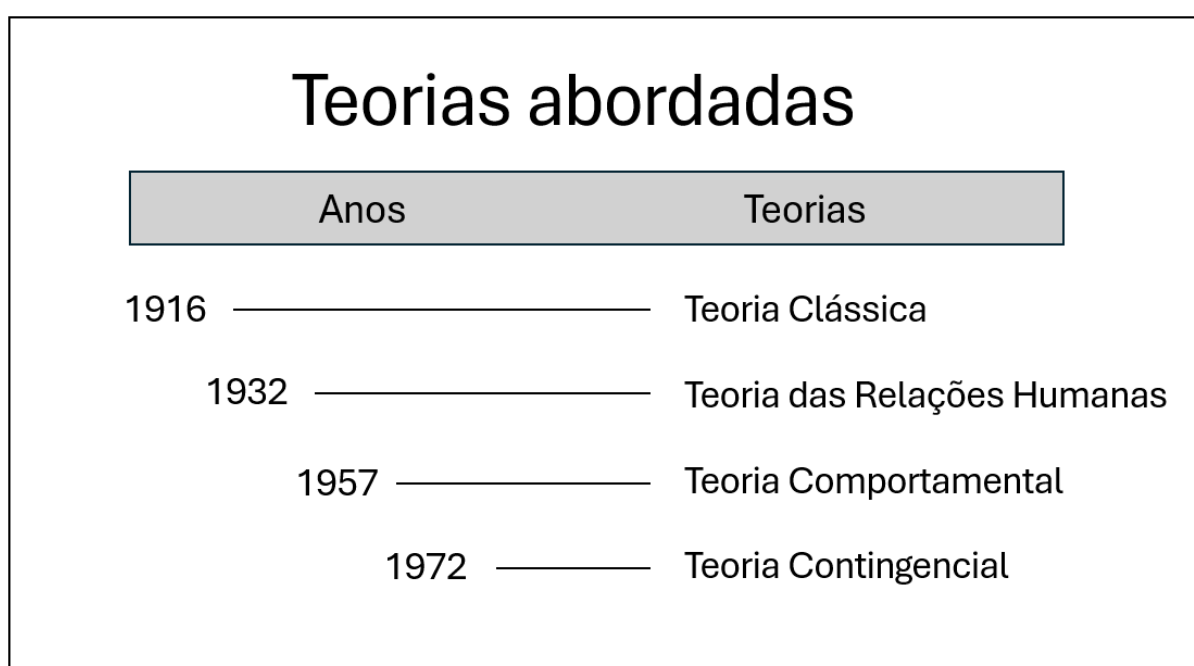 Teorias abordadas
Anos Teorias
1916 Teoria Clássica
1932 Teoria das Relações Humanas
1957 Teoria Comportamental
1972 Teoria Contingencial